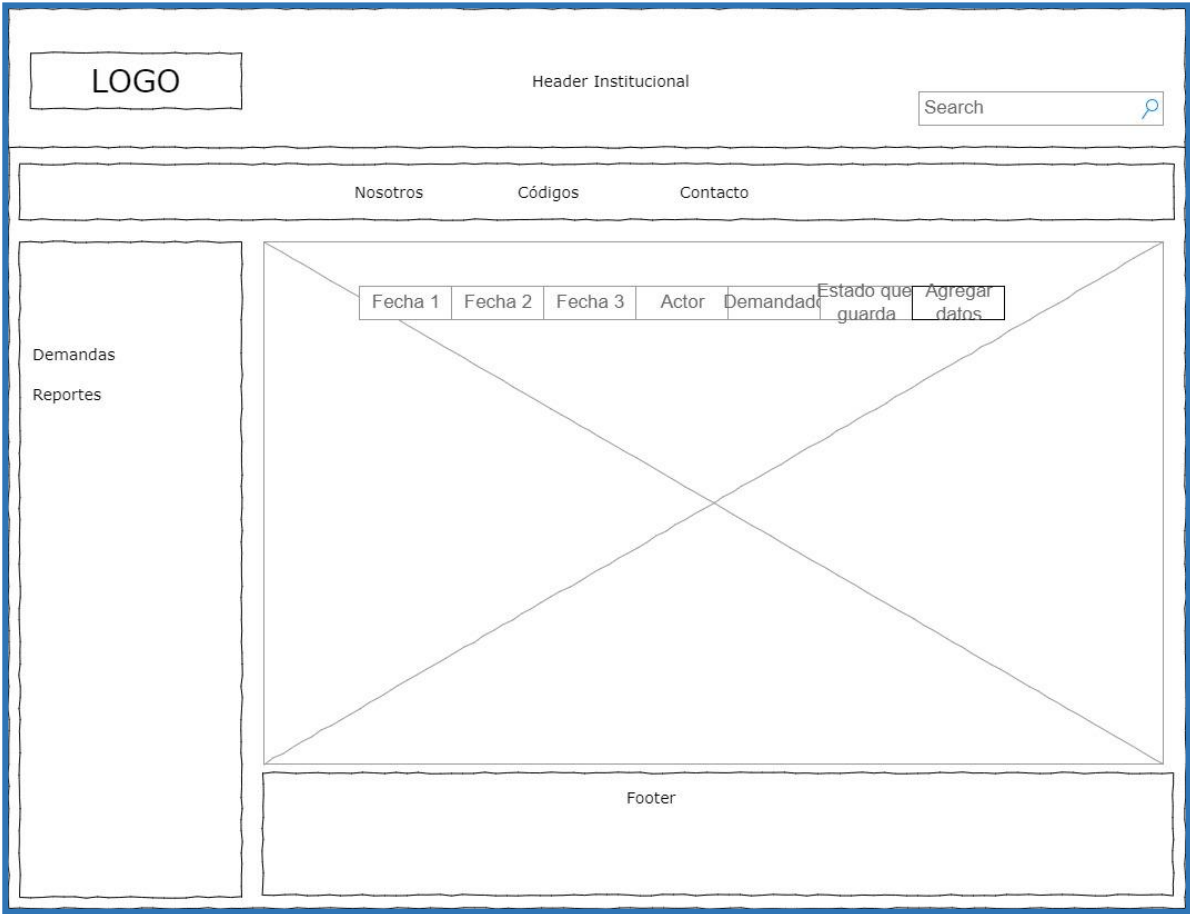 LOGO
Header Institucional
Search
Nosotros Códigos Contacto
Demandas
Reportes
Fecha 1 Fecha 2 Fecha 3 Actor Demandado Estado que guarda Agregar datos
Footer